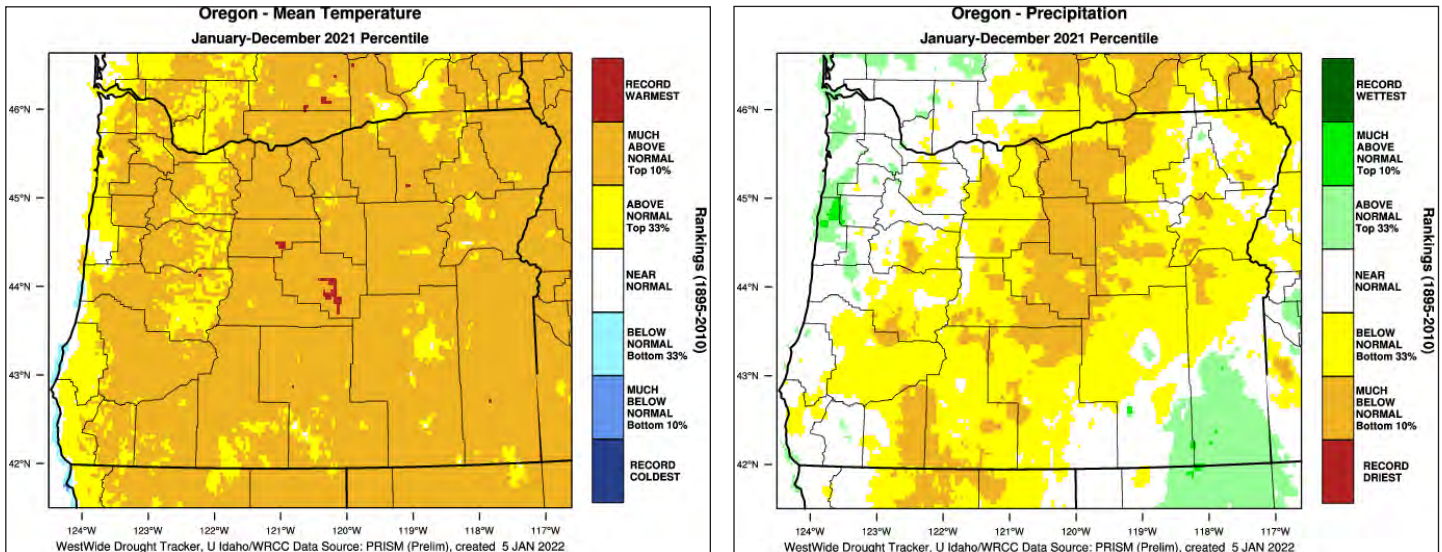 Oregon - Mean Temperature
January-December 2021 Percentile
46°N
45°N
44°N
43°N
42°N
124°W 123°W 122°W 121°W 120°W 119°W 118°W 117°W
RECORD
WARMEST
MUCH
ABOVE
NORMAL
Top 10%
ABOVE
NORMAL
Top 33%
NEAR
NORMAL
BELOW
NORMAL
Bottom 33%
MUCH
BELOW
NORMAL
Bottom 10%
RECORD
COLDEST
Rankings (1895-2010)
WestWide Drought Tracker, U Idaho/WRCC Data Source: PRISM (Prelim), created 5 JAN 2022
Oregon - Precipitation
January-December 2021 Percentile
46°N
45°N
44°N
43°N
42°N
124°W 123°W 122°W 121°W 120°W 119°W 118°W 117°W
RECORD
WETTEST
MUCH
ABOVE
NORMAL
Top 10%
ABOVE
NORMAL
Top 33%
NEAR
NORMAL
BELOW
NORMAL
Bottom 33%
MUCH
BELOW
NORMAL
Bottom 10%
RECORD
DRIEST
Rankings (1895-2010)
WestWide Drought Tracker, U Idaho/WRCC Data Source: PRISM (Prelim), created 5 JAN 2022